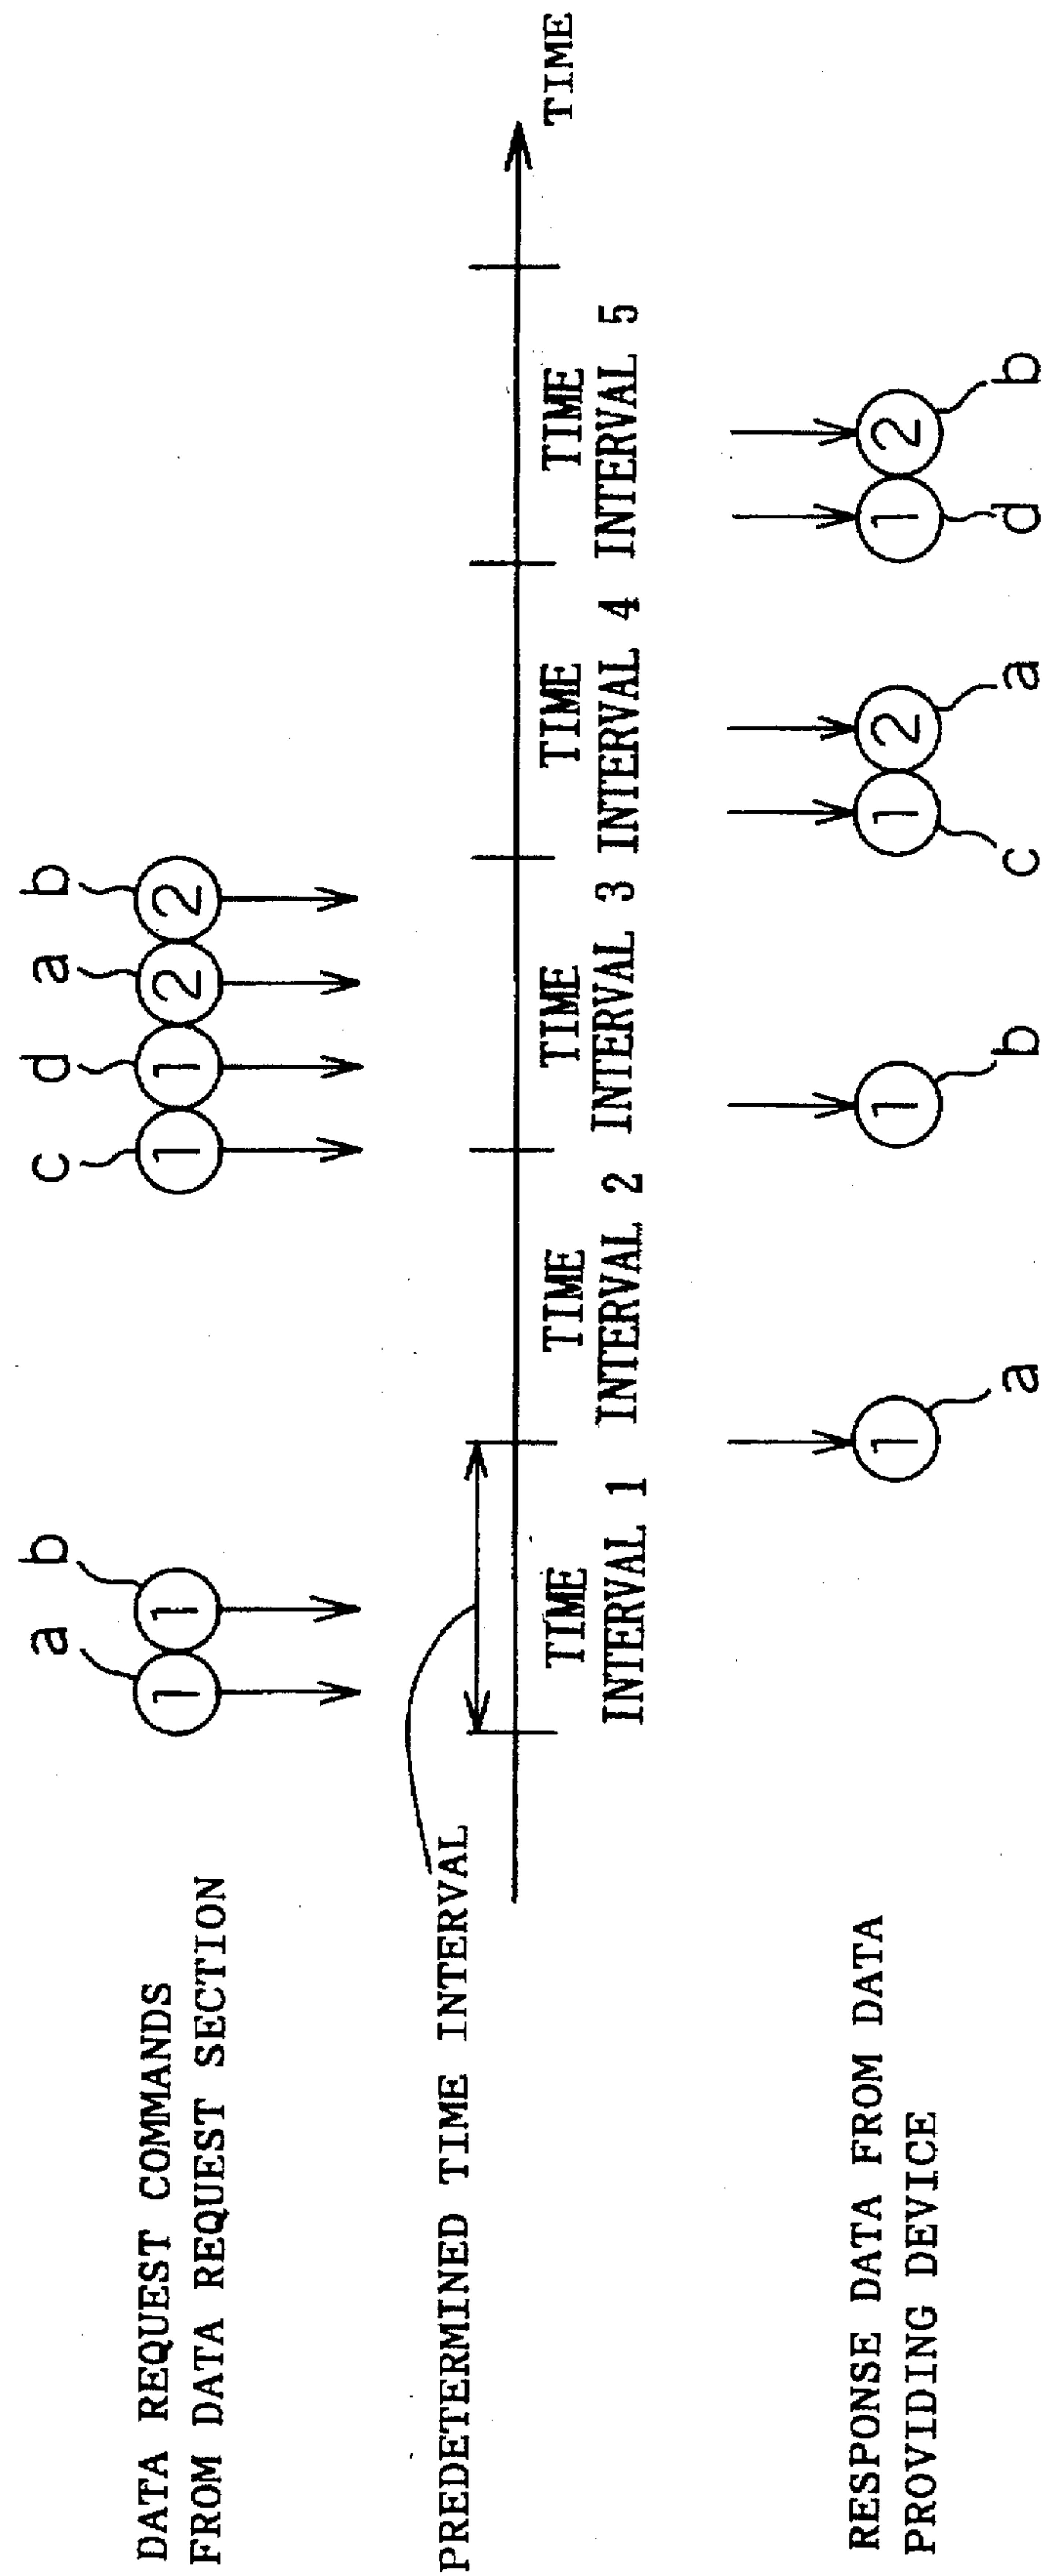 DATA REQUEST COMMANDS
FROM DATA REQUEST SECTION
a b c d a b
1 1 1 1 2 2
PREDETERMINED TIME INTERVAL
TIME
INTERVAL 1
TIME
INTERVAL 2
TIME
INTERVAL 3
TIME
INTERVAL 4
TIME
INTERVAL 5
TIME
RESPONSE DATA FROM DATA
PROVIDING DEVICE
1 1 1 2 1 2
a b c a d b